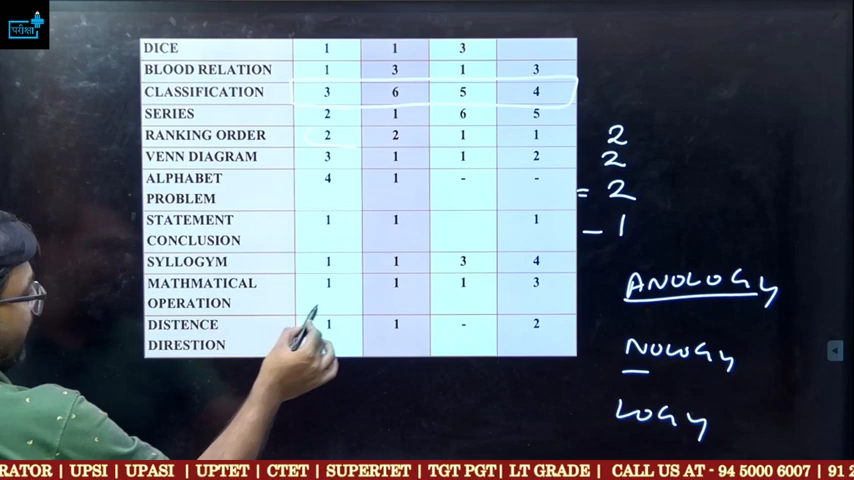 परीक्षा
DICE 1 1 3
BLOOD RELATION 1 3 1 3
CLASSIFICATION 3 6 5 4
SERIES 2 1 6 5
RANKING ORDER 2 2 1 1 2
VENN DIAGRAM 3 1 1 2 2
ALPHABET 4 1 - - = 2
PROBLEM
STATEMENT 1 1 1 - 1
CONCLUSION
SYLLOGYM 1 1 3 4
MATHMATICAL 1 1 1 3
OPERATION
ANOLOGY
DISTENCE 1 1 - 2
DIRESTION
NOLOGY
LOGY
RATOR | UPSI | UPASI | UPTET | CTET | SUPERTET | TGT PGT| LT GRADE | CALL US AT - 94 5000 6007 | 91 2